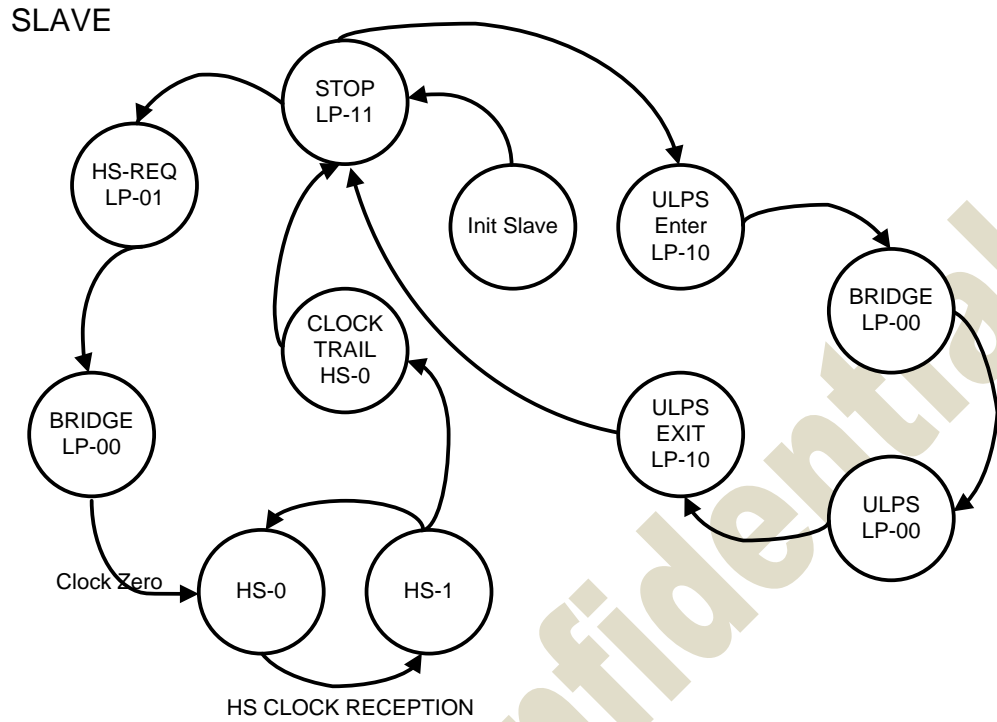 SLAVE
STOP
LP-11
HS-REQ
LP-01
Init Slave
ULPS
Enter
LP-10
BRIDGE
LP-00
CLOCK
TRAIL
HS-0
BRIDGE
LP-00
ULPS
EXIT
LP-10
ULPS
LP-00
Clock Zero
HS-0
HS-1
HS CLOCK RECEPTION
nfidential